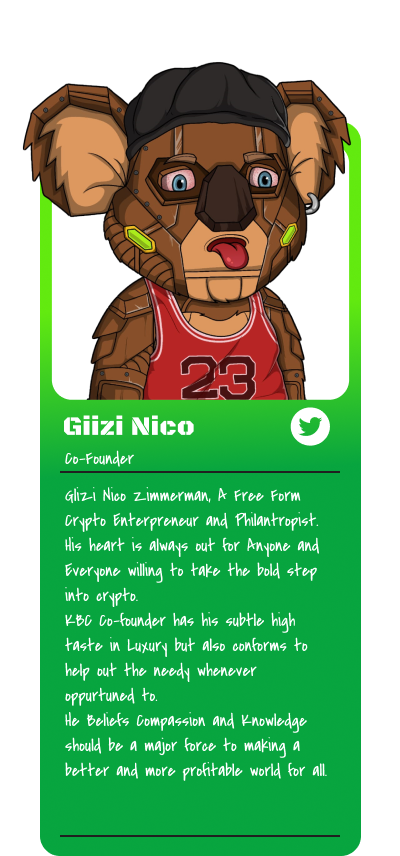 23
Giizi Nico
Co-Founder
Glizi Nico Zimmerman, A Free Form
Crypto Enterpreneur and Philantropist.
His heart is always out for Anyone and
Everyone willing to take the bold step
into crypto.
KBC Co-founder has his subtle high
taste in Luxury but also conforms to
help out the needy whenever
oppurtuned to.
He Beliefs Compassion and Knowledge
should be a major force to making a
better and more profitable world for all.